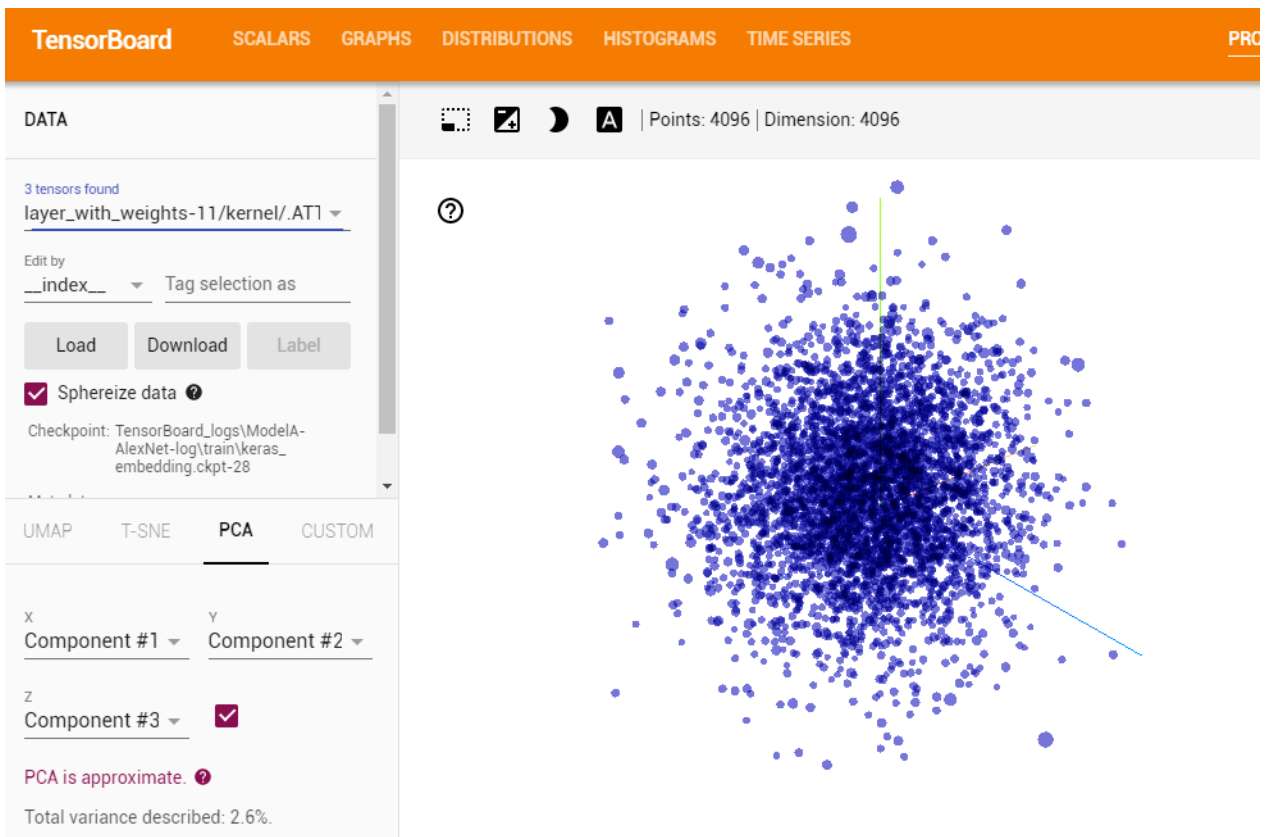 TensorBoard SCALARS GRAPHS DISTRIBUTIONS HISTOGRAMS TIME SERIES
DATA
A | Points: 4096 | Dimension: 4096
3 tensors found
layer_with_weights-11/kernel/.AT
Edit by
__index__ Tag selection as
Load Download Label
Sphereize data
Checkpoint: TensorBoard_logs\ModelA-
AlexNet-log\train\keras_
embedding.ckpt-28
UMAP T-SNE PCA CUSTOM
X Y
Component #1 Component #2
Z
Component #3
PCA is approximate.
Total variance described: 2.6%.